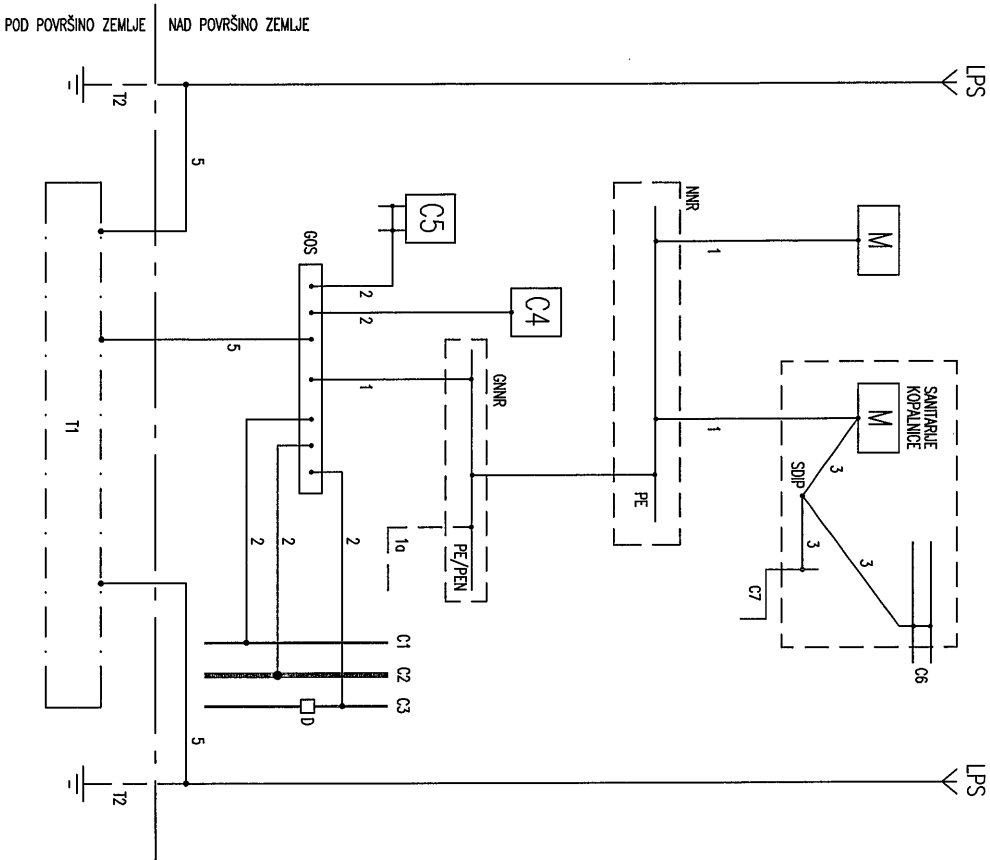 POD POVRŠINO ZEMLJE
NAD POVRŠINO ZEMLJE
LPS
T2
5
NNR
M
C5
1
GOS
2
C4
2
SANITARIJE
KOPALNICE
M
5
GNNR
1
1
3
SDIP
T1
PE
3
3
2
2
2
1a
PE/PEN
C7
C1
C6
C2
C3
D
5
LPS
T2